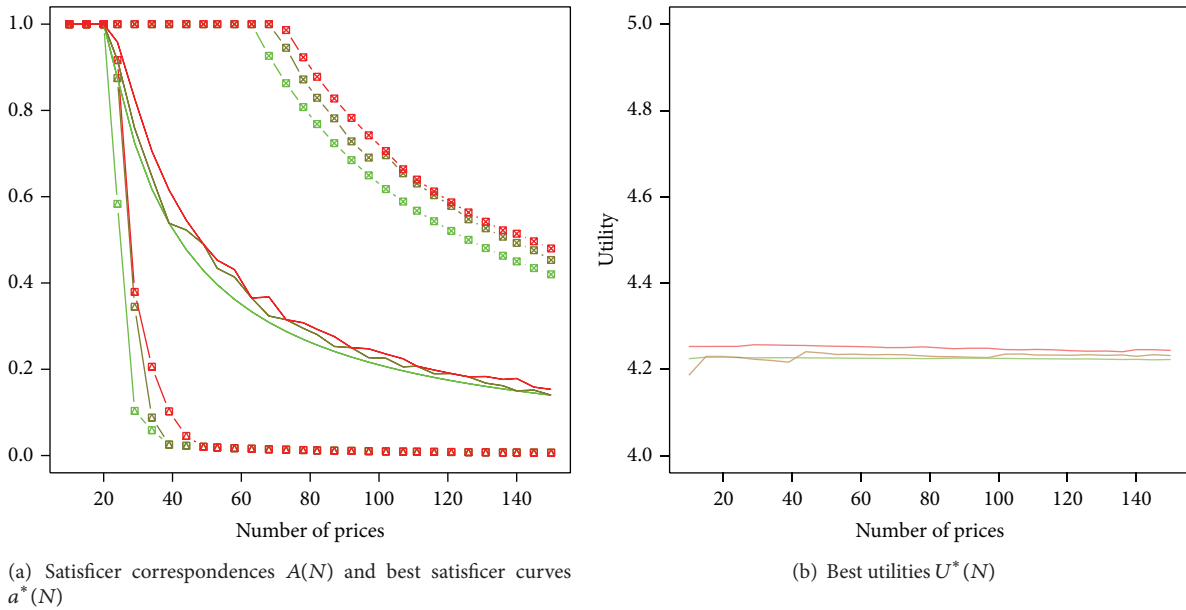 1.0
0.8
0.6
0.4
0.2
0.0
20 40 60 80 100 120 140
Number of prices
(a) Satisficer correspondences A(N) and best satisficer curves
a*(N)
5.0
4.8
4.6
4.4
4.2
4.0
Utility
20 40 60 80 100 120 140
Number of prices
(b) Best utilities U*(N)